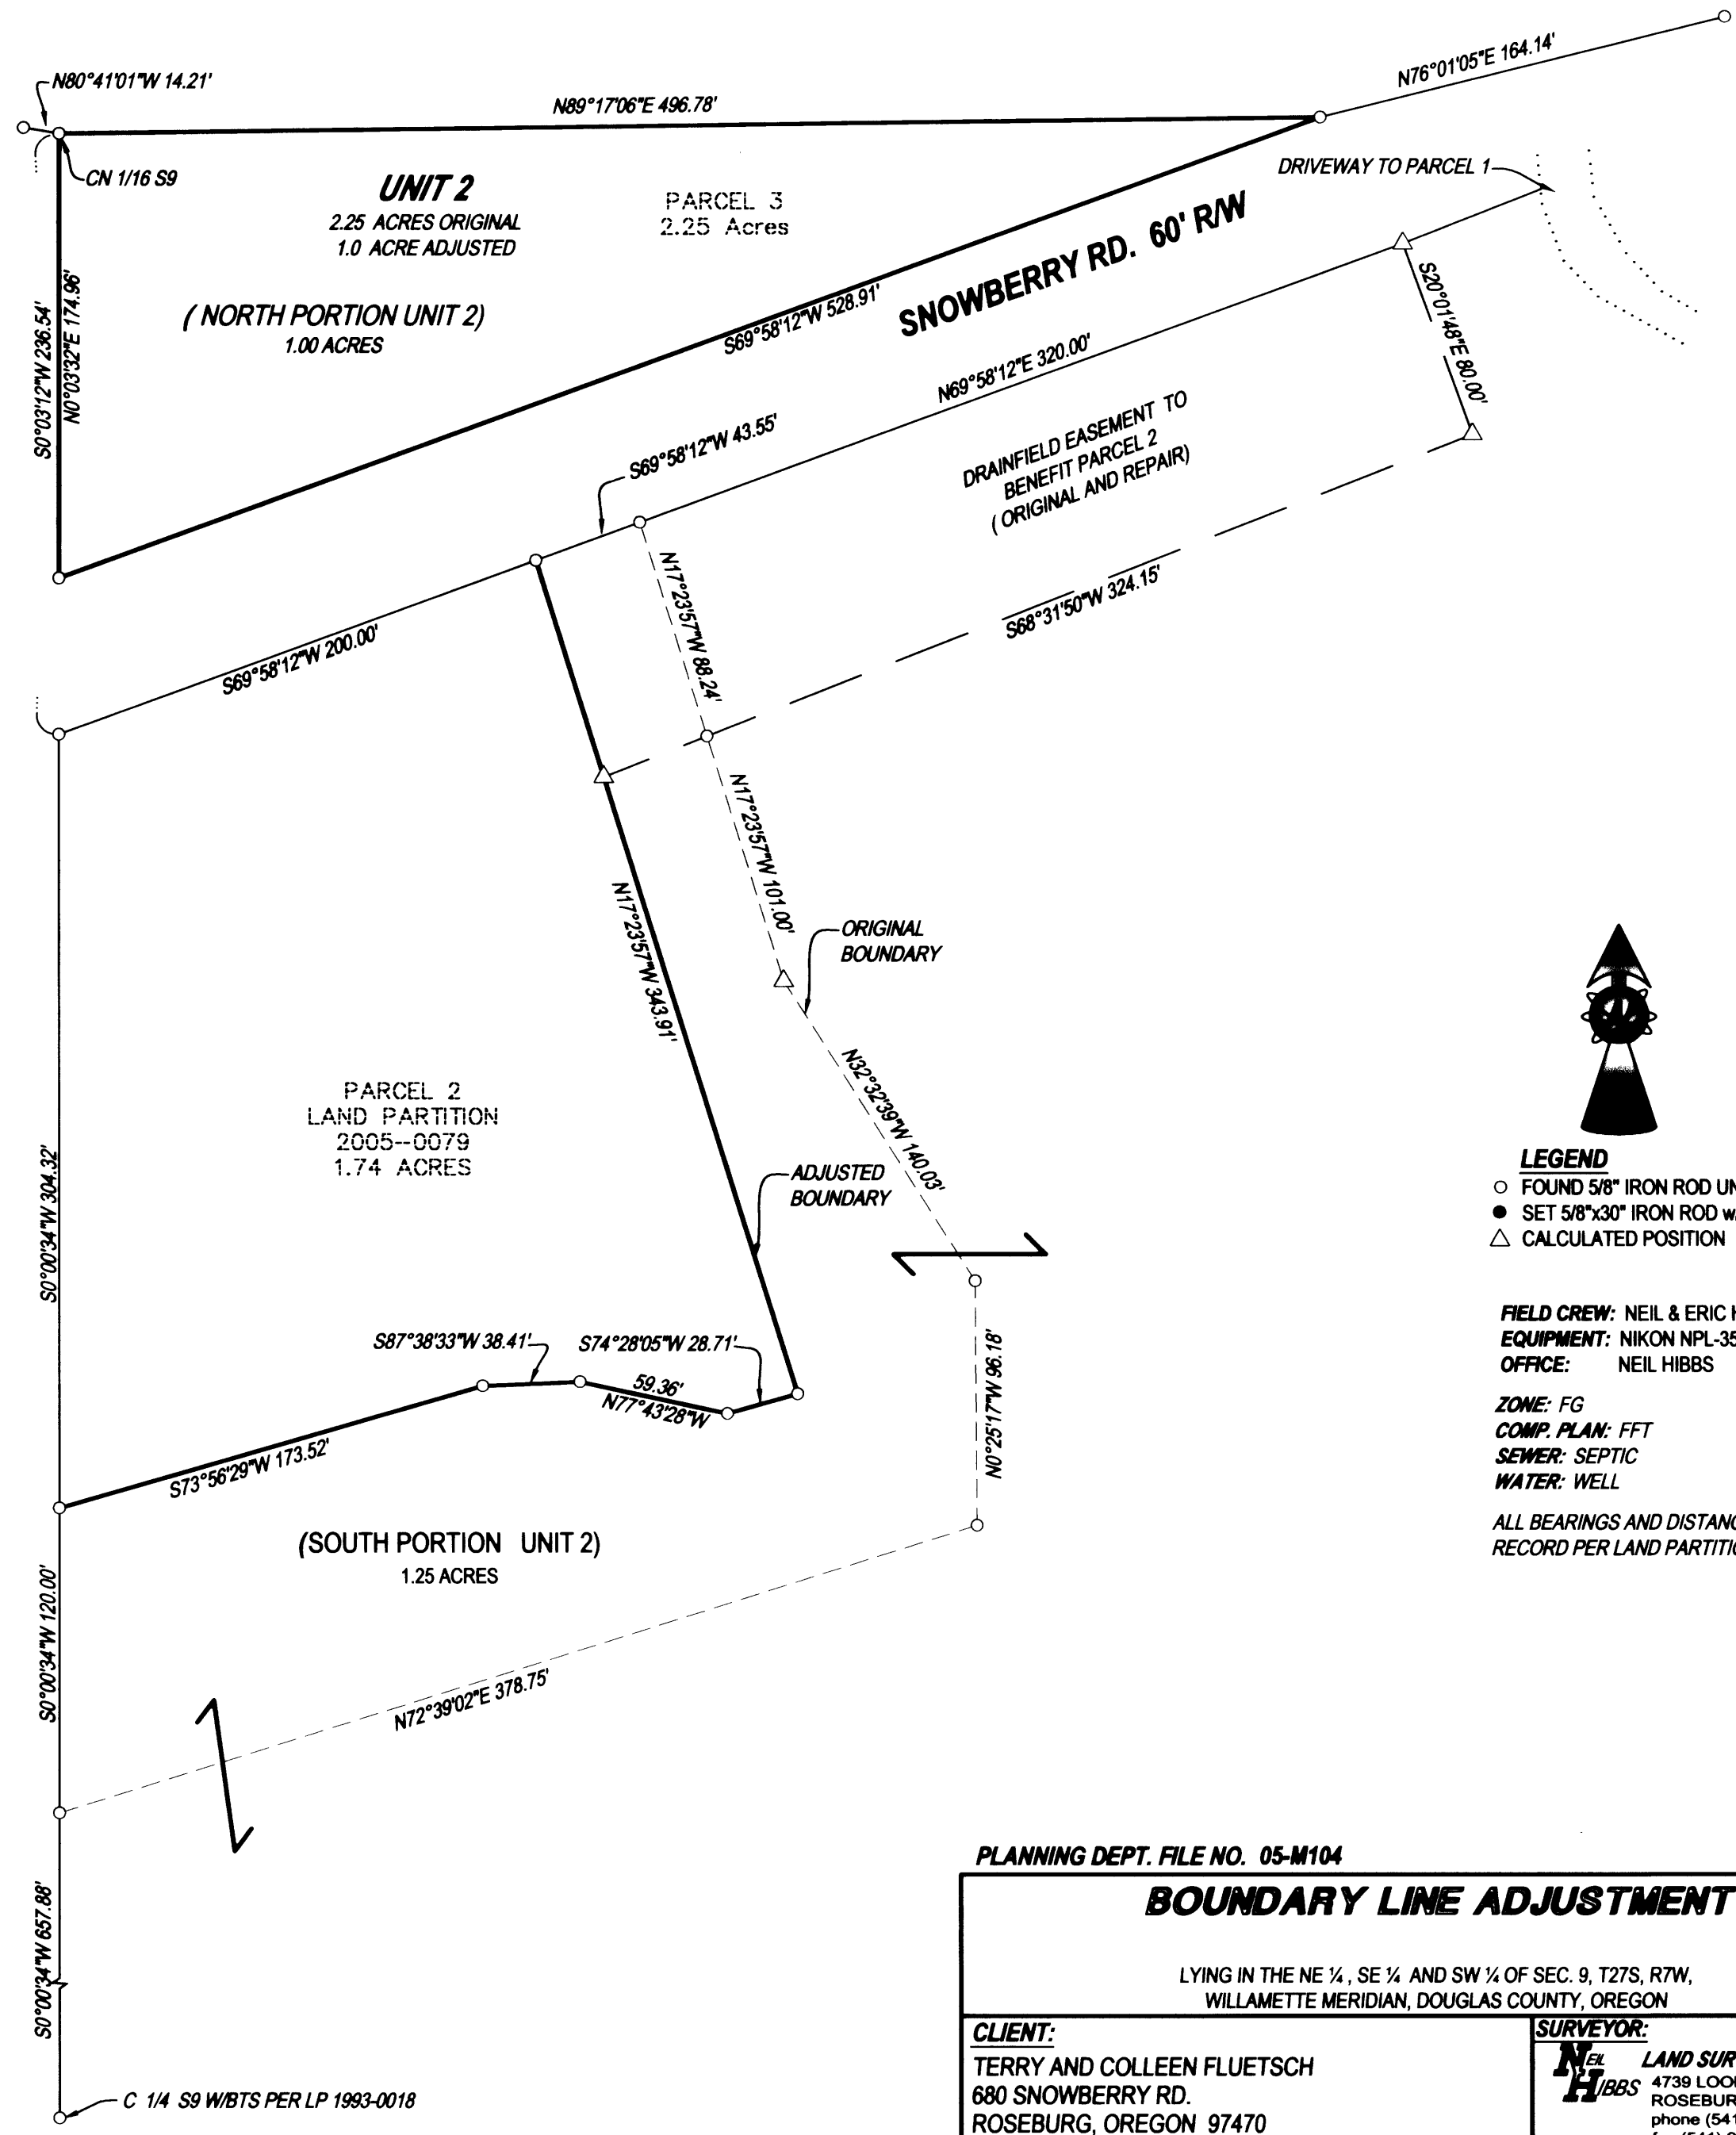 N76°01'05"E 164.14'
N80°41'01"W 14.21'
N89°17'06"E 496.78'
CN 1/16 S9
DRIVEWAY TO PARCEL 1
UNIT 2
2.25 ACRES ORIGINAL
1.0 ACRE ADJUSTED
PARCEL 3
2.25 Acres
SNOWBERRY RD. 60' R/W
S0°03'12"W 236.54'
N0°03'32"E 174.96'
( NORTH PORTION UNIT 2)
1.00 ACRES
S69°58'12"W 528.91'
S20°01'48"E 80.00'
N69°58'12"E 320.00'
S69°58'12"W 43.55'
DRAINFIELD EASEMENT TO
BENEFIT PARCEL 2
( ORIGINAL AND REPAIR)
N17°23'57"W 88.24'
S68°31'50"W 324.15'
S69°58'12"W 200.00'
N17°23'57"W 101.00'
N17°23'57"W 343.91'
ORIGINAL
BOUNDARY
N32°32'39"W 140.03'
PARCEL 2
LAND PARTITION
2005--0079
1.74 ACRES
S0°00'34"W 304.32'
ADJUSTED
BOUNDARY
LEGEND
FOUND 5/8" IRON ROD
SET 5/8"x30" IRON ROD
CALCULATED POSITION
FIELD CREW: NEIL & ERIC
EQUIPMENT: NIKON NPL-35
OFFICE: NEIL HIBBS
ZONE: FG
COMP. PLAN: FFT
SEWER: SEPTIC
WATER: WELL
ALL BEARINGS AND
RECORD PER LAND
S87°38'33"W 38.41'
S74°28'05"W 28.71'
59.36'
N77°43'28"W
N0°25'17"W 96.18'
S73°56'29"W 173.52'
(SOUTH PORTION UNIT 2)
1.25 ACRES
S0°00'34"W 120.00'
N72°39'02"E 378.75'
S0°00'34"W 657.88'
C 1/4 S9 W/BTS PER LP 1993-0018
PLANNING DEPT. FILE NO. 05-M104
BOUNDARY LINE ADJUSTMENT
LYING IN THE NE ¼ , SE ¼ AND SW ¼ OF SEC. 9, T27S, R7W,
WILLAMETTE MERIDIAN, DOUGLAS COUNTY, OREGON
CLIENT:
TERRY AND COLLEEN FLUETSCH
680 SNOWBERRY RD.
ROSEBURG, OREGON 97470
SURVEYOR:
NEIL
HIBBS
LAND SUR
4739
ROSEBUR
phone (541